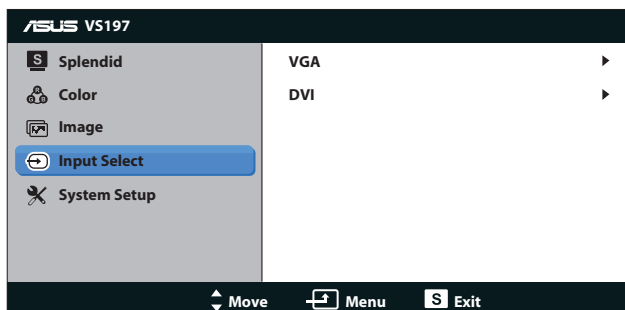 ASUS VS197
S Splendid
Color
Image
Input Select
System Setup
VGA
DVI
Move Menu S Exit